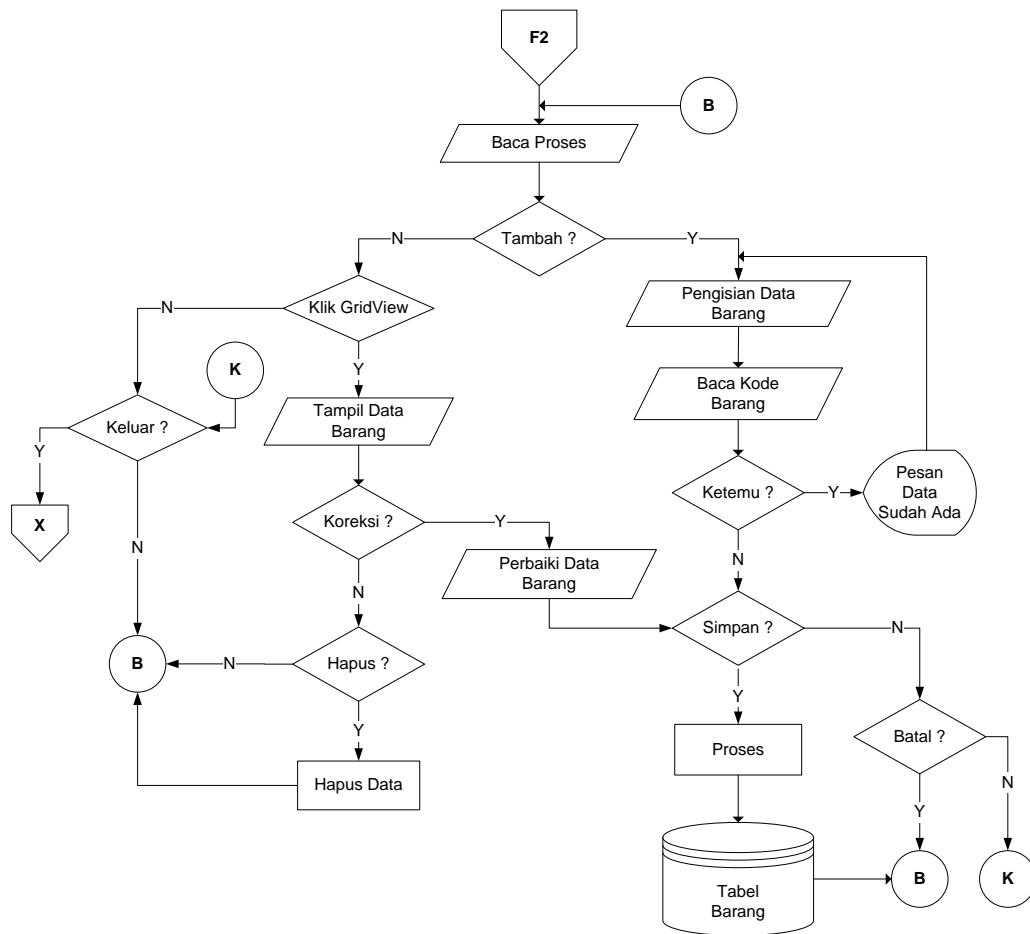 F2
B
Baca Proses
Tambah ?
N
Y
Klik GridView
N
Y
Pengisian Data
Barang
K
Baca Kode
Barang
Tampil Data
Barang
Keluar ?
Y
N
X
Ketemu ?
Y
N
Pesan
Data
Sudah Ada
Koreksi ?
Y
N
Perbaiki Data
Barang
Simpan ?
N
Y
Hapus ?
N
Y
B
Batal ?
N
Y
Proses
Hapus Data
Tabel
Barang
B
K